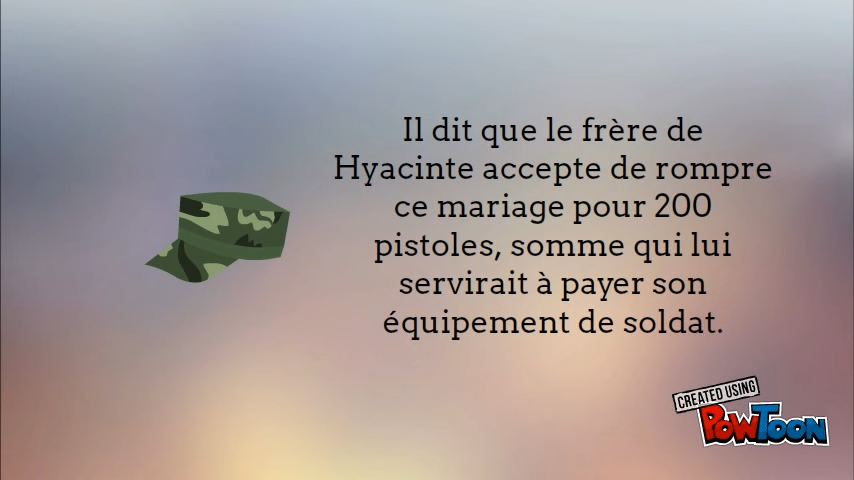 Il dit que le frère de
Hyacinte accepte de rompre
ce mariage pour 200
pistoles, somme qui lui
servirait à payer son
équipement de soldat.
CREATED USING
POWTOON